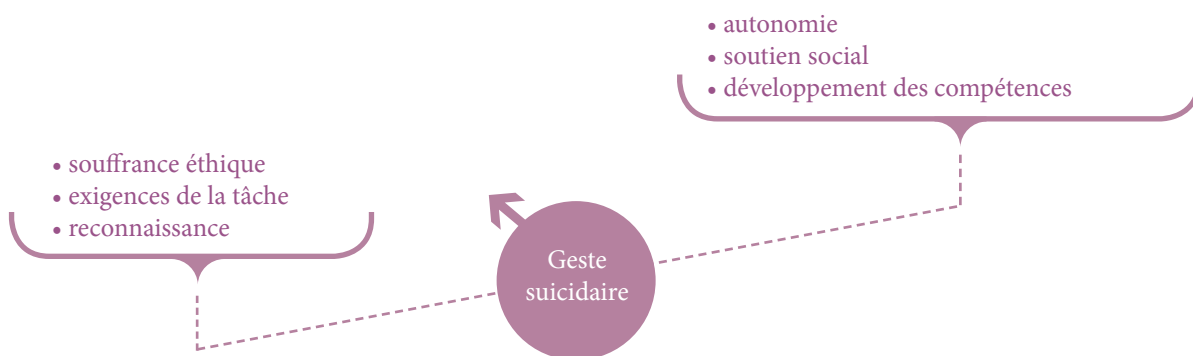 • autonomie
• soutien social
• développement des compétences
• souffrance éthique
• exigences de la tâche
• reconnaissance
Geste
suicidaire